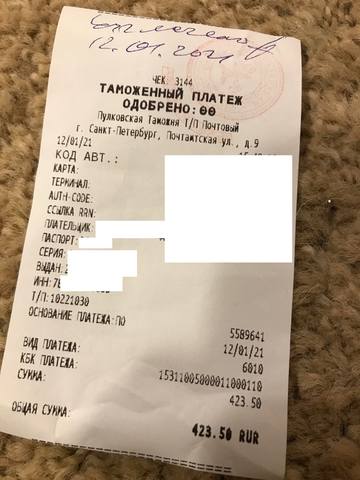 12.01.2021
ЧЕК 3144
ТАМОЖЕННЫЙ ПЛАТЕЖ
ОДОБРЕНО:00
Пулковская Таможня Т/П Почтовый
г. Санкт-Петербург, Почтамтская ул., д.9
12/01/21
КОД АВТ.:
КАРТА:
ТЕРМИНАЛ:
AUTH-CODE:
ССЫЛКА RRN:
ПЛАТЕЛЬЩИК:
ПАСПОРТ:
СЕРИЯ:
ВЫДАН:
ИНН:78
Т/П:10221030
ОСНОВАНИЕ ПЛАТЕЖА:ПО
5589641
12/01/21
ВИД ПЛАТЕЖА: 6010
КБК ПЛАТЕЖА: 15311005000011000110
СУММА: 423.50
ОБЩАЯ СУММА: 423.50 RUR